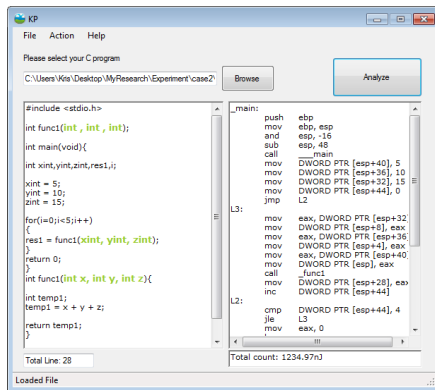 KP
File Action Help
Please select your C program
C:\Users\Kris\Desktop\MyResearch\Experiment\case2\
Browse
Analyze
#include <stdio.h>
int func1(int , int , int);
int main(void){
int xint,yint,zint,res1,i;
xint = 5;
yint = 10;
zint = 15;
for(i=0;i<5;i++)
{
res1 = func1(xint, yint, zint);
}
return 0;
}
int func1(int x, int y, int z){
int temp1;
temp1 = x + y + z;
return temp1;
}
Total Line: 28
_main:
push ebp
mov ebp, esp
and esp, -16
sub esp, 48
call ___main
mov DWORD PTR [esp+40], 5
mov DWORD PTR [esp+36], 10
mov DWORD PTR [esp+32], 15
mov DWORD PTR [esp+44], 0
jmp L2
L3:
mov eax, DWORD PTR [esp+32]
mov DWORD PTR [esp+8], eax
mov eax, DWORD PTR [esp+36]
mov DWORD PTR [esp+4], eax
mov eax, DWORD PTR [esp+40]
mov DWORD PTR [esp], eax
call _func1
mov DWORD PTR [esp+28], eax
inc DWORD PTR [esp+44]
L2:
cmp DWORD PTR [esp+44], 4
jle L3
mov eax, 0
Total count: 1234.97nJ
Loaded File